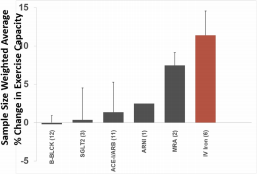 Sample Size Weighted Average
% Change in Exercise Capacity
15
10
5
0
-5
B-BLCK (12)
SGLT2 (3)
ACE-I/ARB (11)
ARNI (1)
MRA (2)
IV Iron (6)